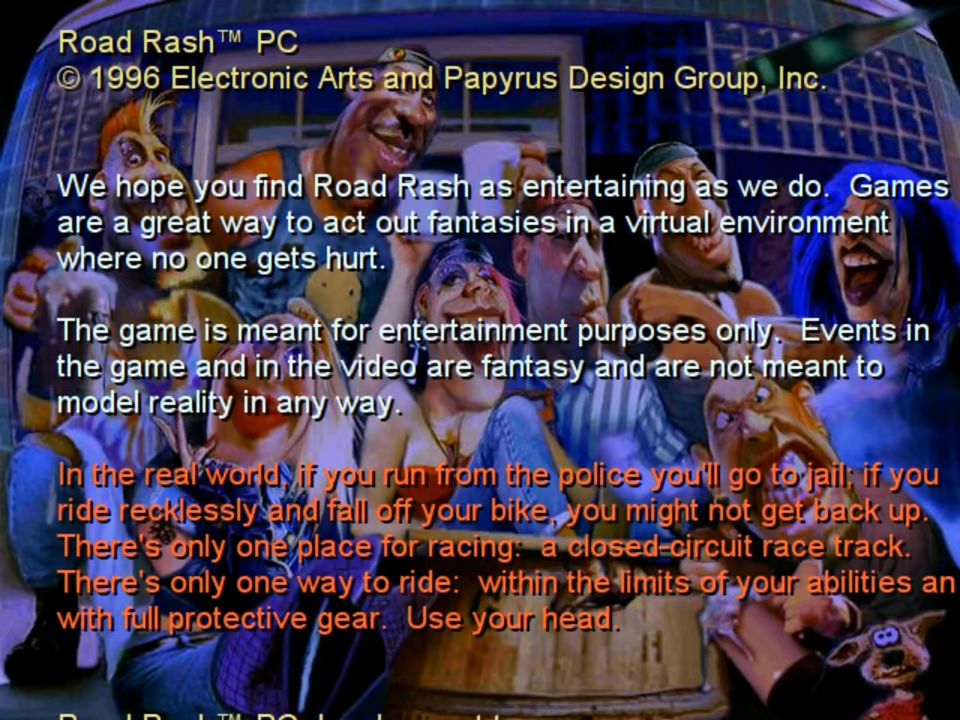 Road Rash™ PC
© 1996 Electronic Arts and Papyrus Design Group, Inc.
We hope you find Road Rash as entertaining as we do. Games
are a great way to act out fantasies in a virtual environment
where no one gets hurt.
The game is meant for entertainment purposes only. Events in
the game and in the video are fantasy and are not meant to
model reality in any way.
In the real world, if you run from the police you'll go to jail; if you
ride recklessly and fall off your bike, you might not get back up.
There's only one place for racing: a closed-circuit race track.
There's only one way to ride: within the limits of your abilities an
with full protective gear. Use your head.
Road Rash™ PC